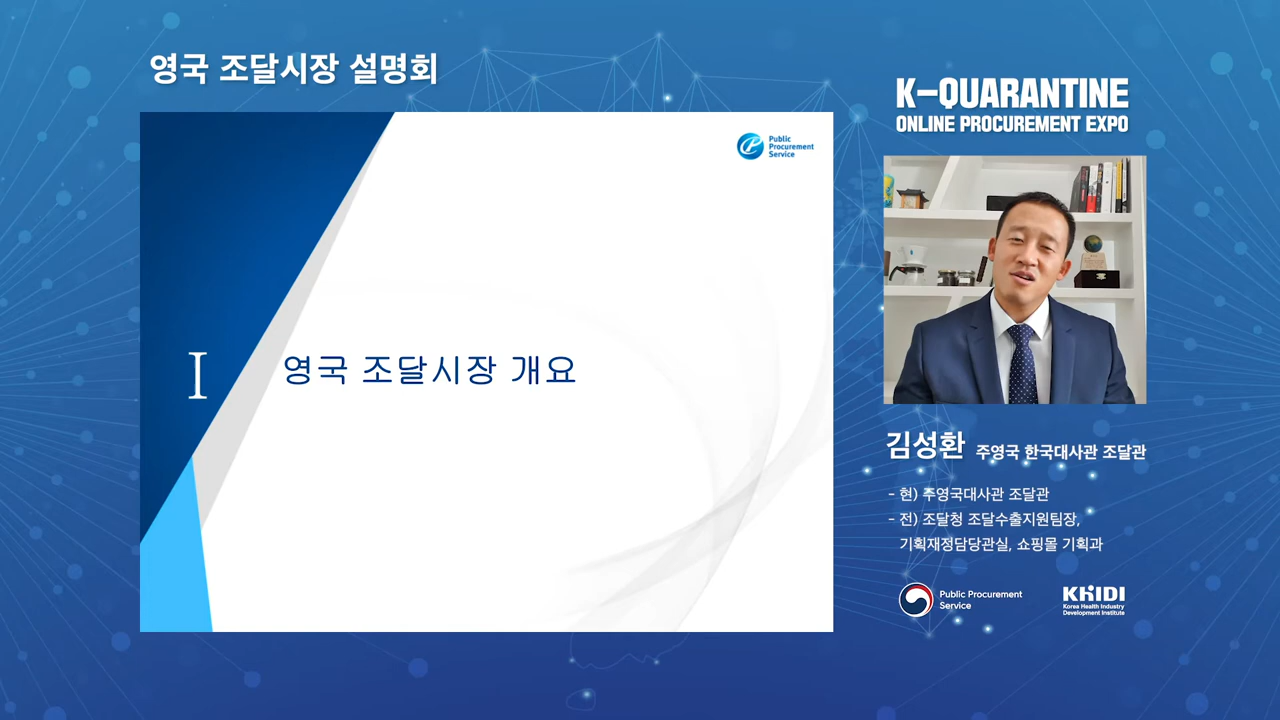 영국 조달시장 설명회
K-QUARANTINE
ONLINE PROCUREMENT EXPO
Public
Procurement
Service
I
영국 조달시장 개요
김성환 주영국 한국대사관 조달관
- 현) 주영국대사관 조달관
- 전) 조달청 조달수출지원팀장,
기획재정담당관실, 쇼핑몰 기획과
Public Procurement
Service
KHIDI
Korea Health Industry
Development Institute